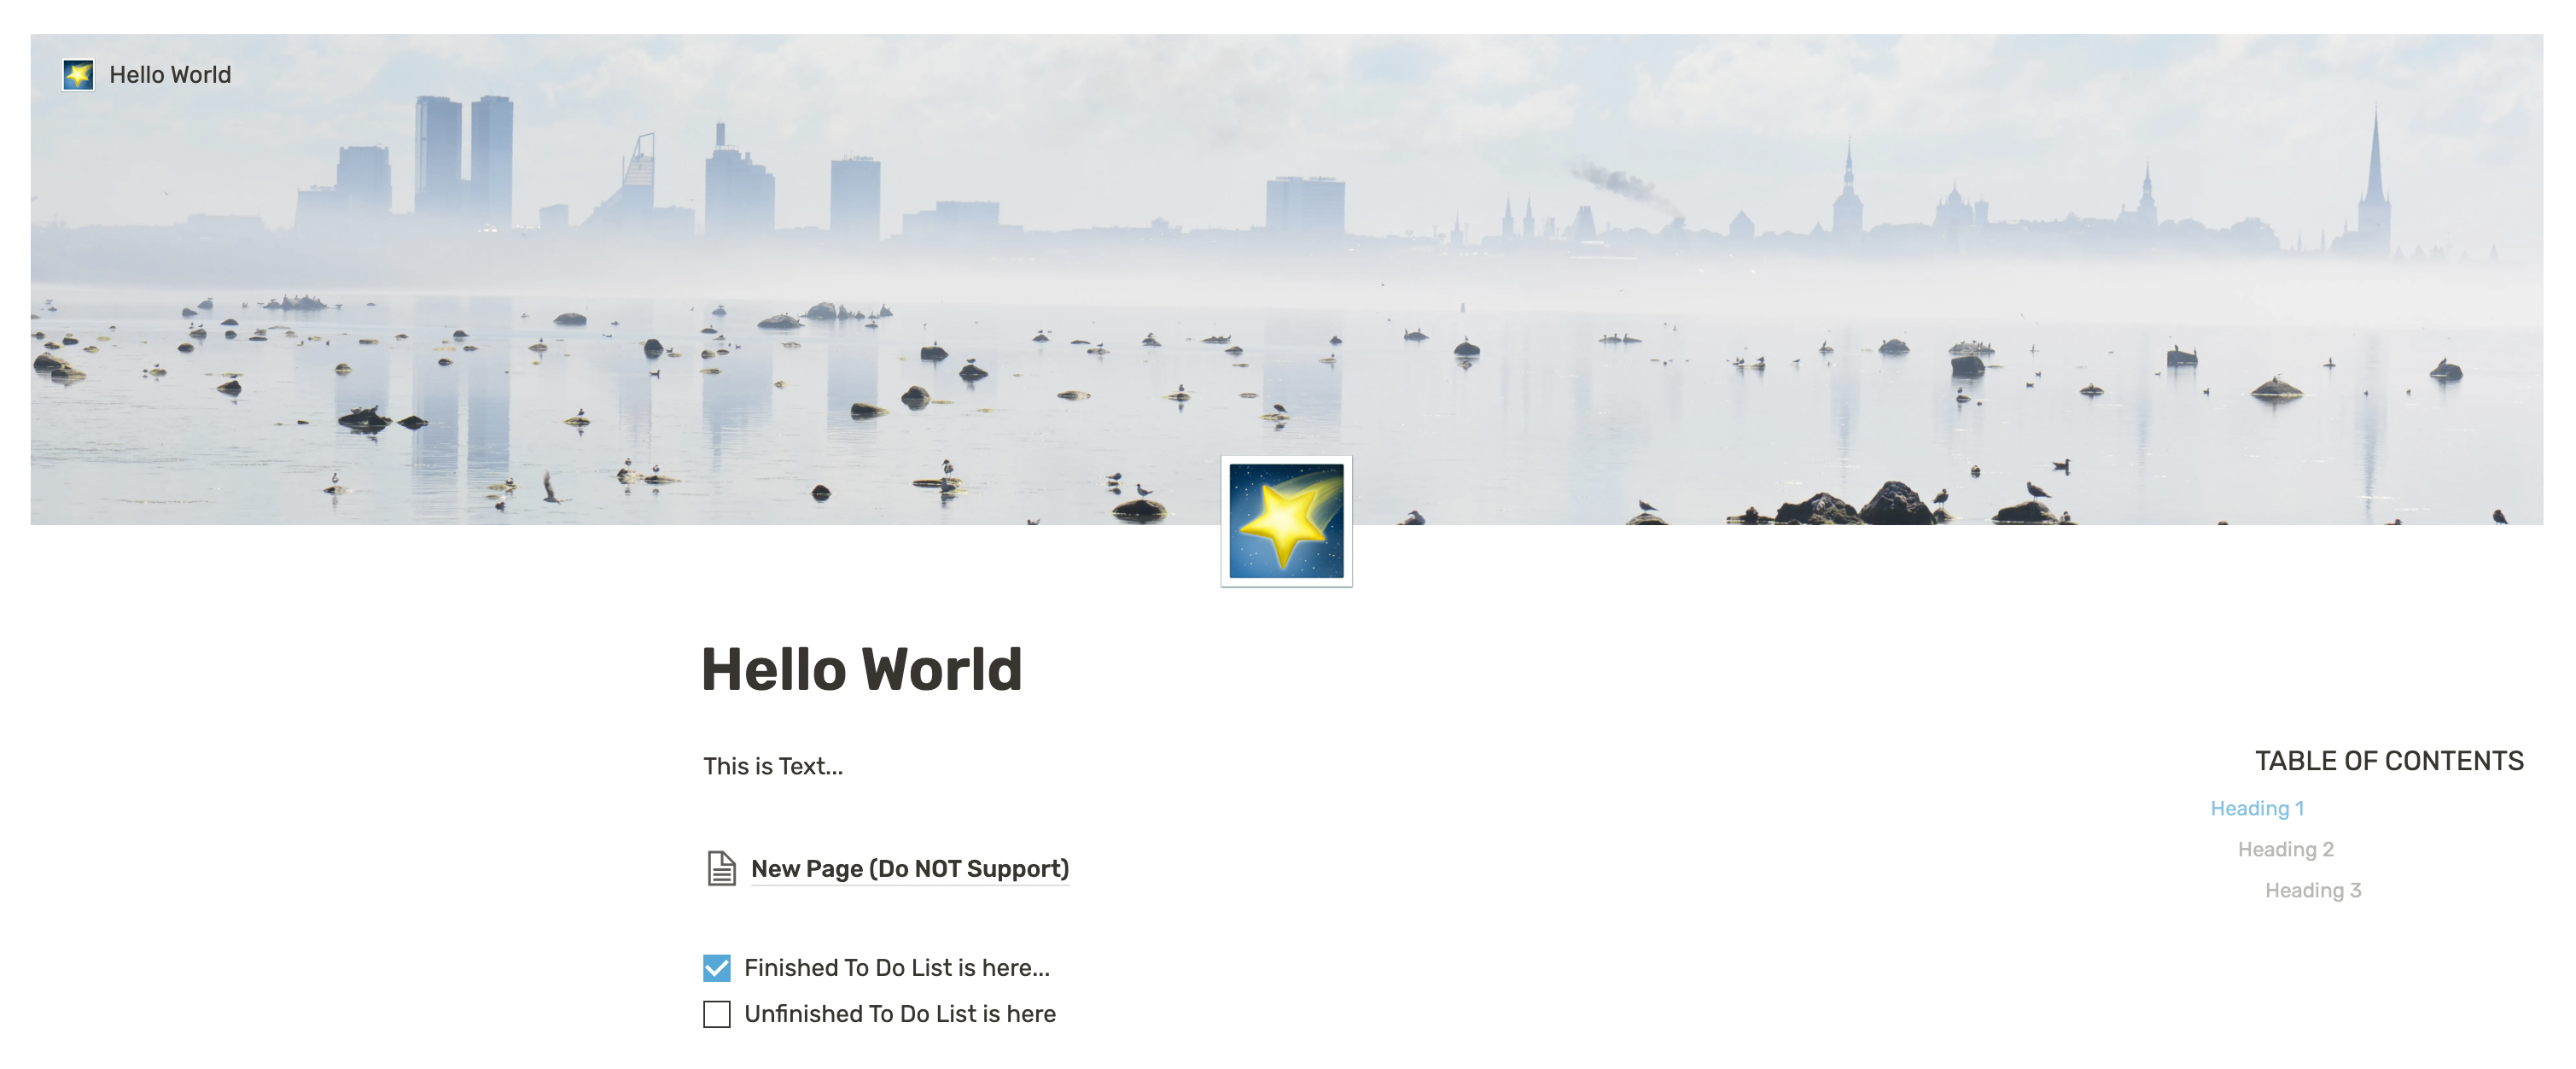 Hello World
Hello World
This is Text...
New Page (Do NOT Support)
Finished To Do List is here...
Unfinished To Do List is here
TABLE OF CONTENTS
Heading 1
Heading 2
Heading 3